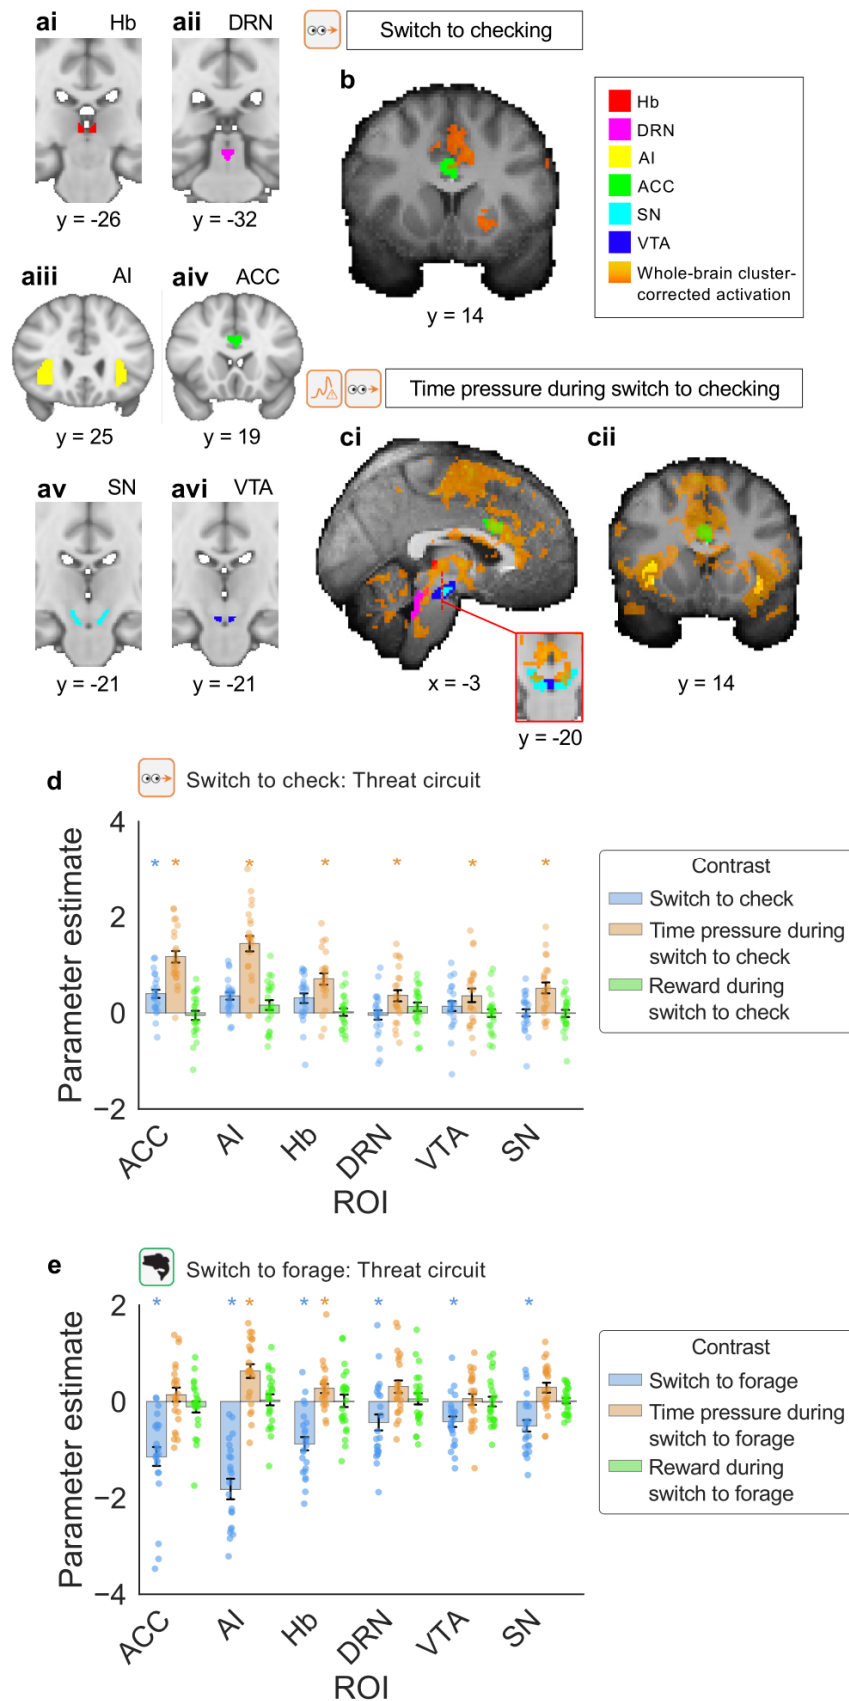 ai Hb
aii DRN
Switch to checking
y = -26
y = -32
b
y = 14
Hb
DRN
AI
ACC
SN
VTA
Whole-brain cluster-
corrected activation
aiii AI
aiv ACC
y = 25
y = 19
Time pressure during switch to checking
av SN
avi VTA
y = -21
y = -21
ci
cii
x = -3
y = 14
y = -20
d
Switch to check: Threat circuit
Parameter estimate
4
2
0
−2
* * * * * * *
ACC
AI
Hb
DRN
VTA
SN
ROI
Contrast
Switch to check
Time pressure during
switch to check
Reward during
switch to check
e
Switch to forage: Threat circuit
Parameter estimate
2
0
−2
−4
* * * * * * * *
ACC
AI
Hb
DRN
VTA
SN
ROI
Contrast
Switch to forage
Time pressure during
switch to forage
Reward during
switch to forage